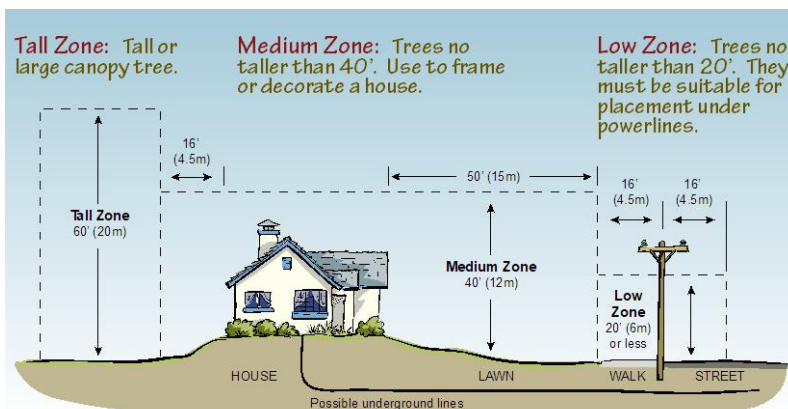 Tall Zone: Tall or
large canopy tree.
Medium Zone: Trees no
taller than 40'. Use to frame
or decorate a house.
Low Zone: Trees no
taller than 20'. They
must be suitable for
placement under
powerlines.
16'
(4.5m)
50' (15m)
16'
(4.5m)
16'
(4.5m)
Tall Zone
60' (20m)
Medium Zone
40' (12m)
Low
Zone
20' (6m)
or less
HOUSE
LAWN
WALK
STREET
Possible underground lines